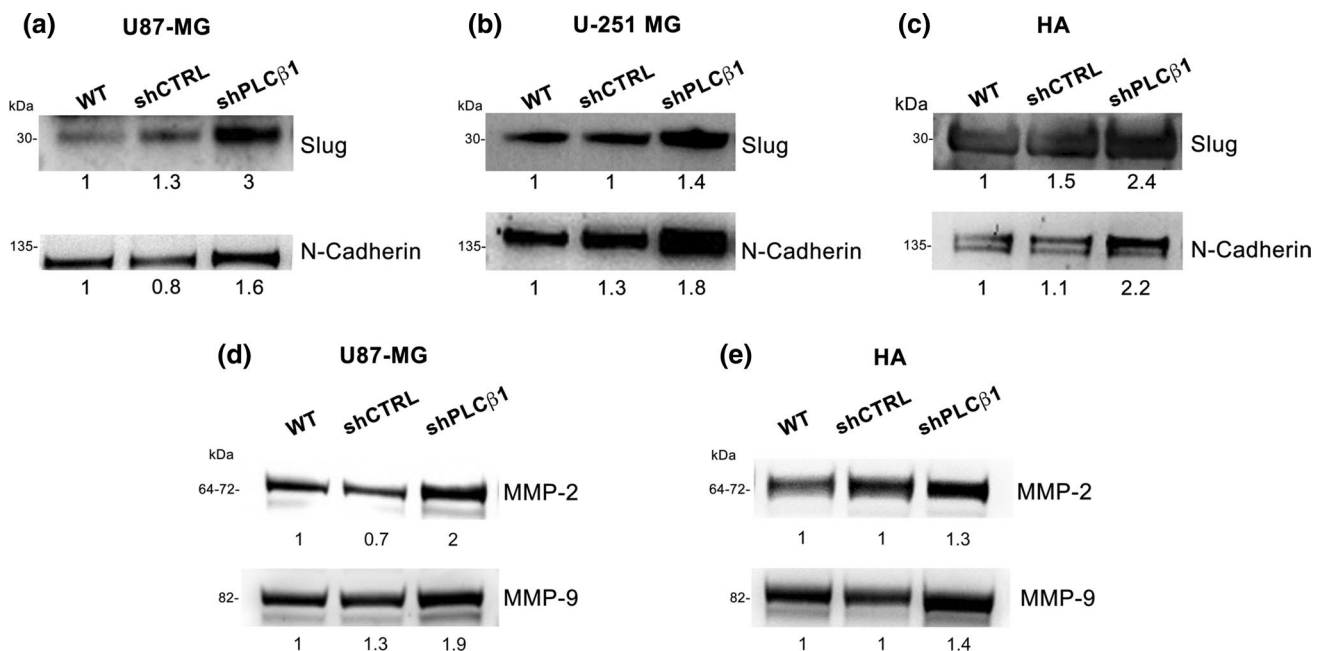 (a) U87-MG
WT shCTRL shPLCβ1
kDa
30- Slug
1 1.3 3
135- N-Cadherin
1 0.8 1.6
(b) U-251 MG
WT shCTRL shPLCβ1
kDa
30- Slug
1 1 1.4
135- N-Cadherin
1 1.3 1.8
(c) HA
WT shCTRL shPLCβ1
kDa
30- Slug
1 1.5 2.4
135- N-Cadherin
1 1.1 2.2
(d) U87-MG
WT shCTRL shPLCβ1
kDa
64-72- MMP-2
1 0.7 2
82- MMP-9
1 1.3 1.9
(e) HA
WT shCTRL shPLCβ1
kDa
64-72- MMP-2
1 1 1.3
82- MMP-9
1 1 1.4